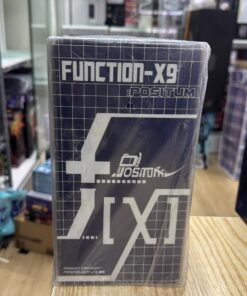 FUNCTION-X9
:POSITUM
POSITUM
f[X]